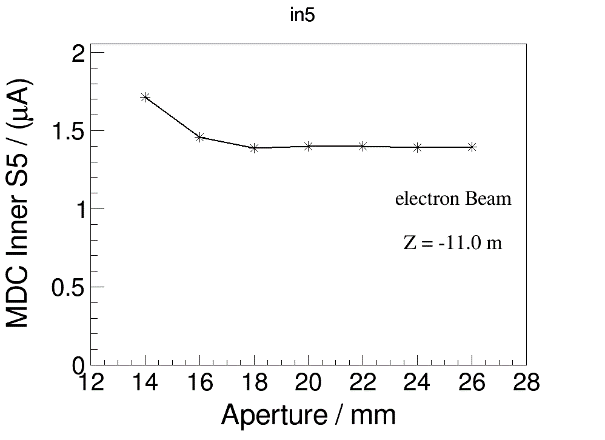 in5
MDC Inner S5 / (μA)
2
1.5
1
0.5
0
electron Beam
Z = -11.0 m
12 14 16 18 20 22 24 26 28
Aperture / mm